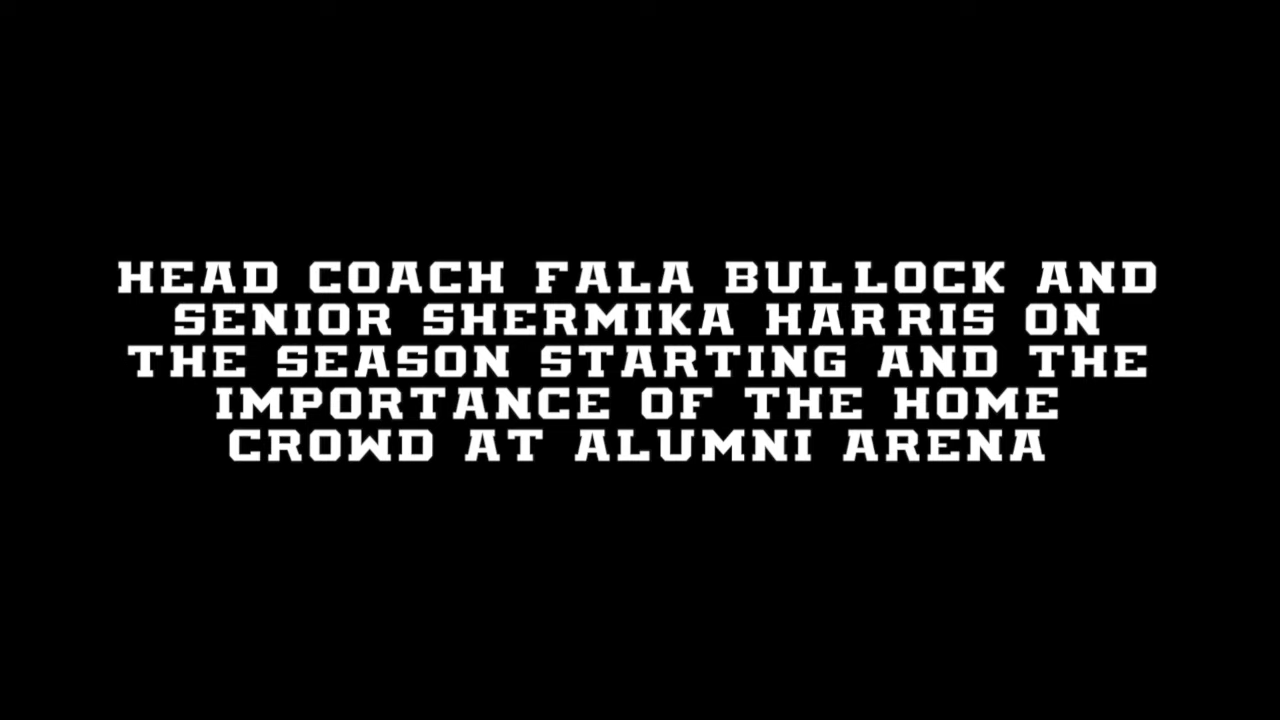 HEAD COACH FALA BULLOCK AND
SENIOR SHERMIKA HARRIS ON
THE SEASON STARTING AND THE
IMPORTANCE OF THE HOME
CROWD AT ALUMNI ARENA